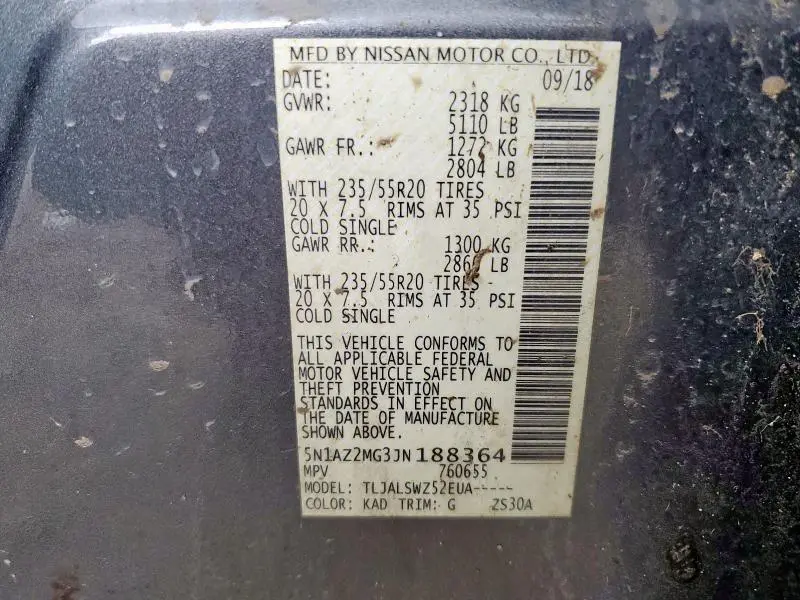 MFD BY NISSAN MOTOR CO., LTD.
DATE: 09/18
GVWR: 2318 KG
5110 LB
GAWR FR.: 1272 KG
2804 LB
WITH 235/55R20 TIRES
20 X 7.5 RIMS AT 35 PSI
COLD SINGLE
GAWR RR.: 1300 KG
LB
WITH 235/55R20 TIRES
20 X 7.5 RIMS AT 35 PSI
COLD SINGLE
THIS VEHICLE CONFORMS TO
ALL APPLICABLE FEDERAL
MOTOR VEHICLE SAFETY AND
THEFT PREVENTION
STANDARDS IN EFFECT ON
THE DATE OF MANUFACTURE
SHOWN ABOVE.
5N1AZ2MG3JN188364
MPV 760655
MODEL: TLJALSWZ52EUA-----
COLOR: KAD TRIM: G ZS30A